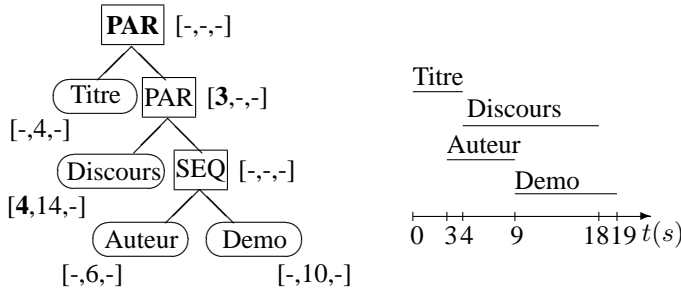 PAR [-,-,-]
Titre PAR [3,-,-]
[-,4,-]
Discours SEQ [-,-,-]
[4,14,-]
Auteur Demo
[-,6,-] [-,10,-]
Titre
Discours
Auteur
Demo
0 3 4 9 18 19 t(s)